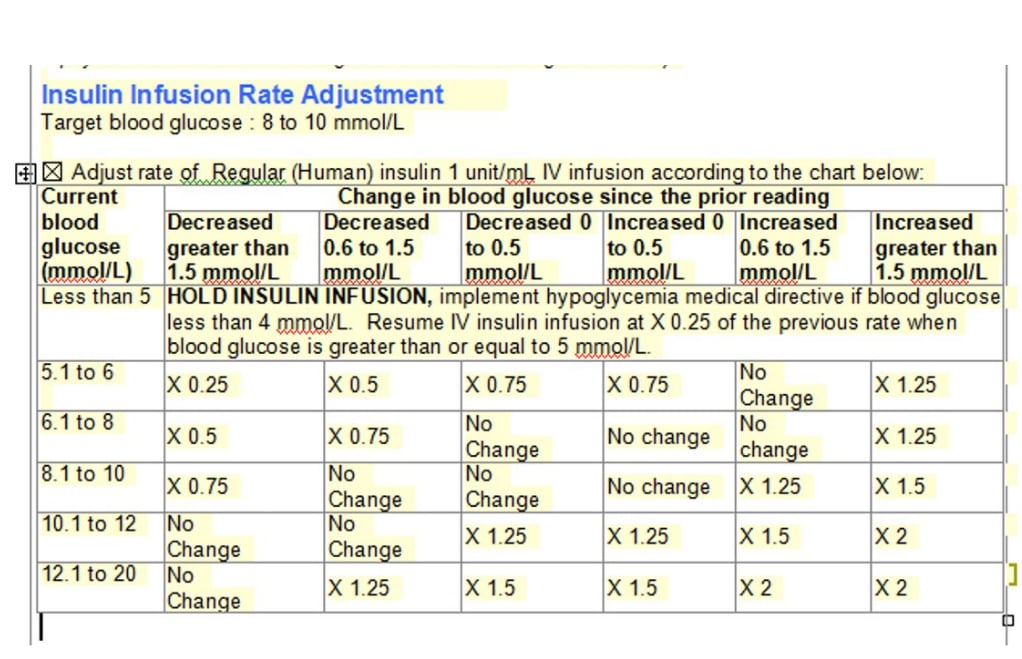 Insulin Infusion Rate Adjustment
Target blood glucose : 8 to 10 mmol/L
Adjust rate of Regular (Human) insulin 1 unit/mL IV infusion according to the chart below:
Current blood glucose (mmol/L)
Change in blood glucose since the prior reading
Decreased greater than 1.5 mmol/L
Decreased 0.6 to 1.5 mmol/L
Decreased 0 to 0.5 mmol/L
Increased 0 to 0.5 mmol/L
Increased 0.6 to 1.5 mmol/L
Increased greater than 1.5 mmol/L
Less than 5
HOLD INSULIN INFUSION, implement hypoglycemia medical directive if blood glucose
less than 4 mmol/L. Resume IV insulin infusion at X 0.25 of the previous rate when
blood glucose is greater than or equal to 5 mmol/L.
5.1 to 6 X 0.25 X 0.5 X 0.75 X 0.75 No Change X 1.25
6.1 to 8 X 0.5 X 0.75 No Change No change No change X 1.25
8.1 to 10 X 0.75 No Change No Change No change X 1.25 X 1.5
10.1 to 12 No Change No Change X 1.25 X 1.25 X 1.5 X 2
12.1 to 20 No Change X 1.25 X 1.5 X 1.5 X 2 X 2